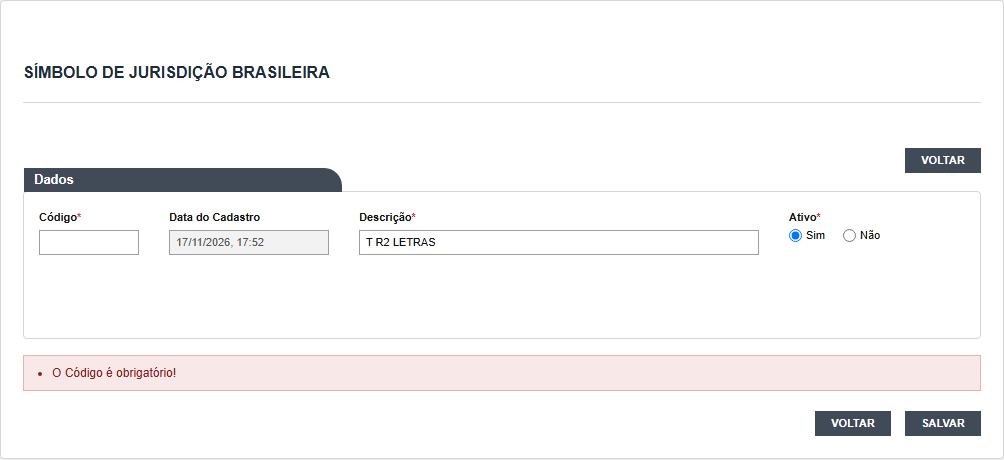 SÍMBOLO DE JURISDIÇÃO BRASILEIRA
VOLTAR
Dados
Código* Data do Cadastro Descrição* Ativo*
17/11/2026, 17:52 T R2 LETRAS Sim Não
O Código é obrigatório!
VOLTAR SALVAR